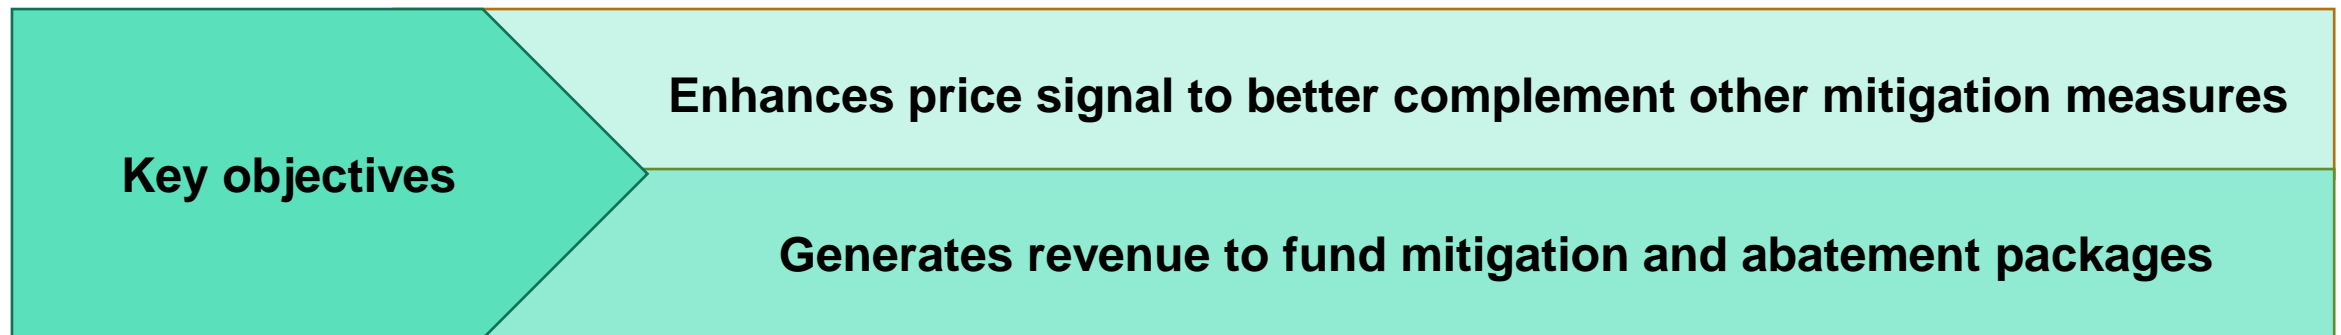 Key objectives
Enhances price signal to better complement other mitigation measures
Generates revenue to fund mitigation and abatement packages